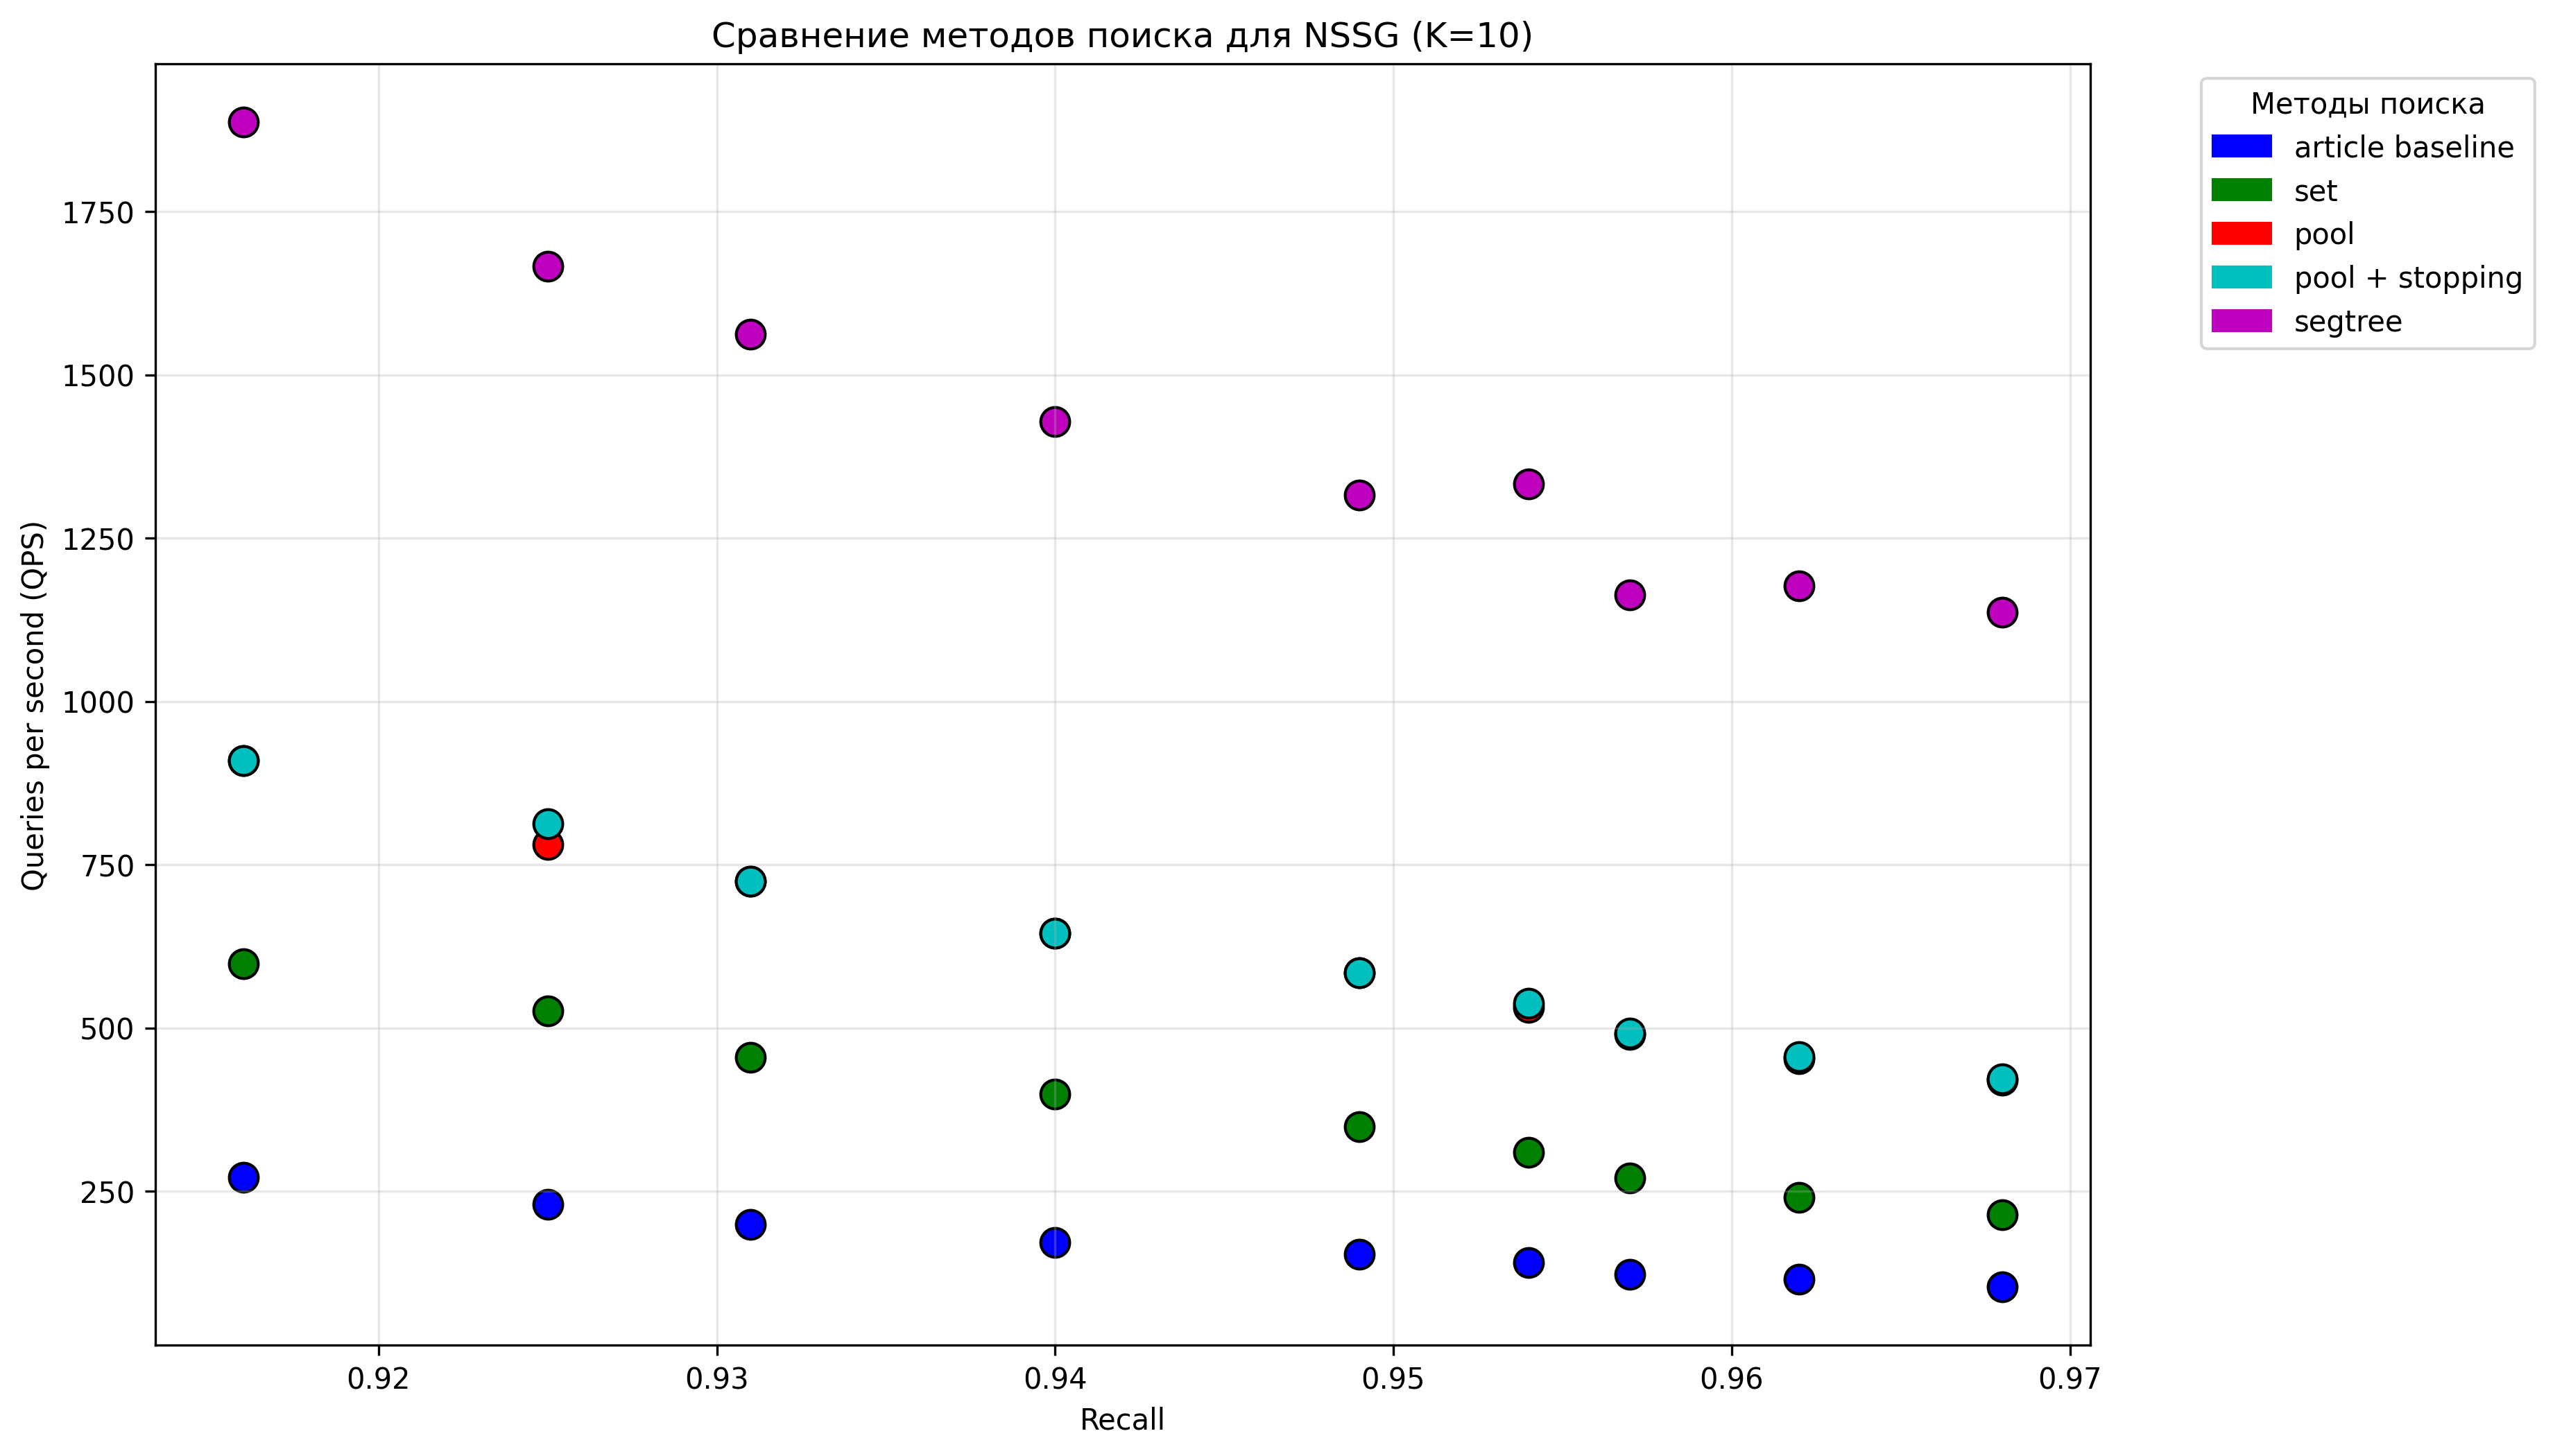 Сравнение методов поиска для NSSG (K=10)
Queries per second (QPS)
1750
1500
1250
1000
750
500
250
0.92
0.93
0.94
0.95
0.96
0.97
Recall
Методы поиска
article baseline
set
pool
pool + stopping
segtree